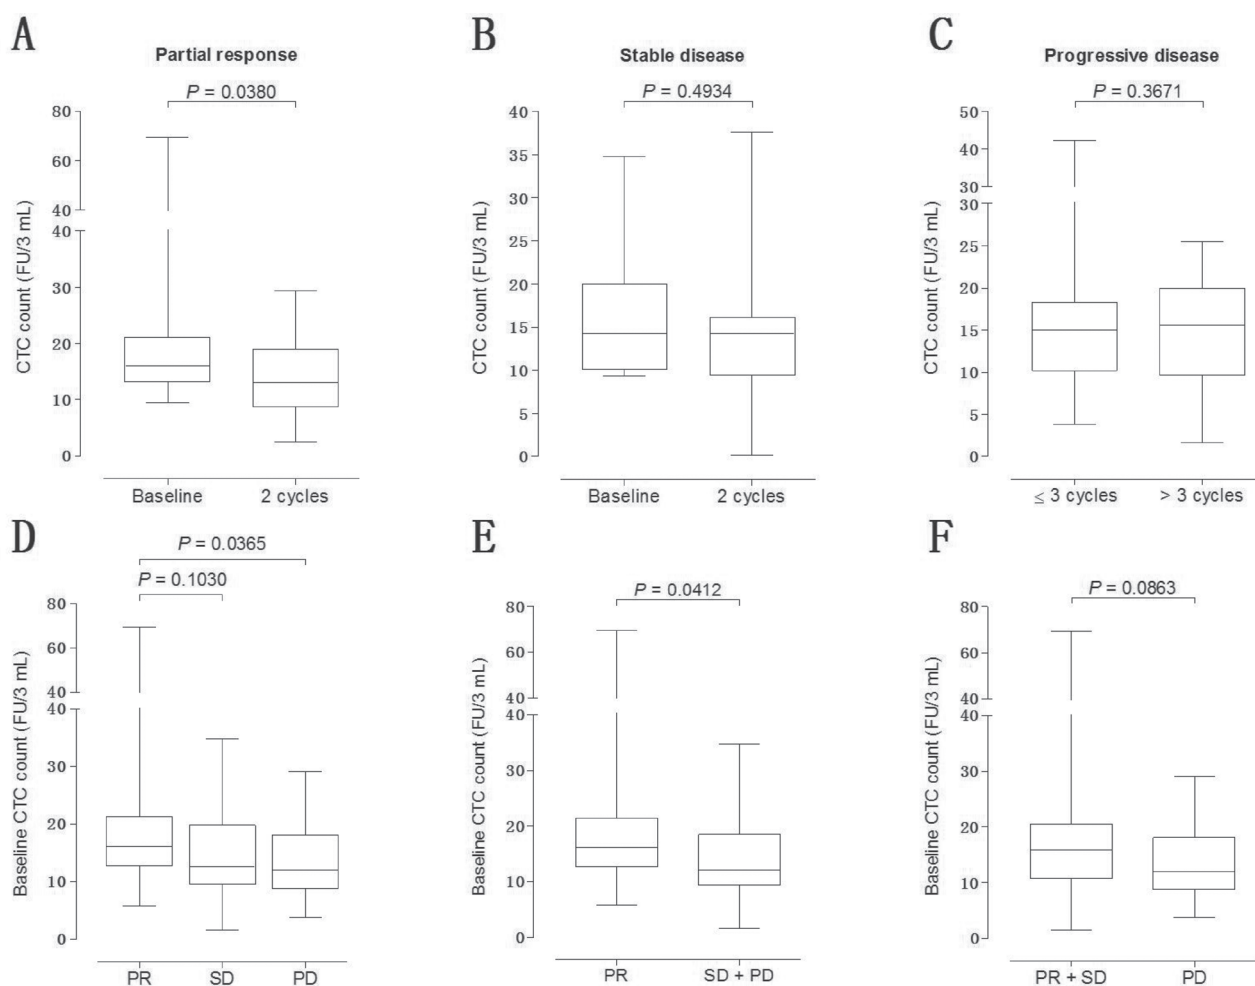 A
Partial response
P = 0.0380
CTC count (FU/3 mL)
80
60
40
40
30
20
10
0
Baseline
2 cycles
B
Stable disease
P = 0.4934
CTC count (FU/3 mL)
40
35
30
25
20
15
10
5
0
Baseline
2 cycles
C
Progressive disease
P = 0.3671
CTC count (FU/3 mL)
50
40
30
30
25
20
15
10
5
0
≤ 3 cycles
> 3 cycles
D
P = 0.0365
P = 0.1030
Baseline CTC count (FU/3 mL)
80
60
40
40
30
20
10
0
PR
SD
PD
E
P = 0.0412
Baseline CTC count (FU/3 mL)
80
60
40
40
30
20
10
0
PR
SD + PD
F
P = 0.0863
Baseline CTC count (FU/3 mL)
80
60
40
40
30
20
10
0
PR + SD
PD